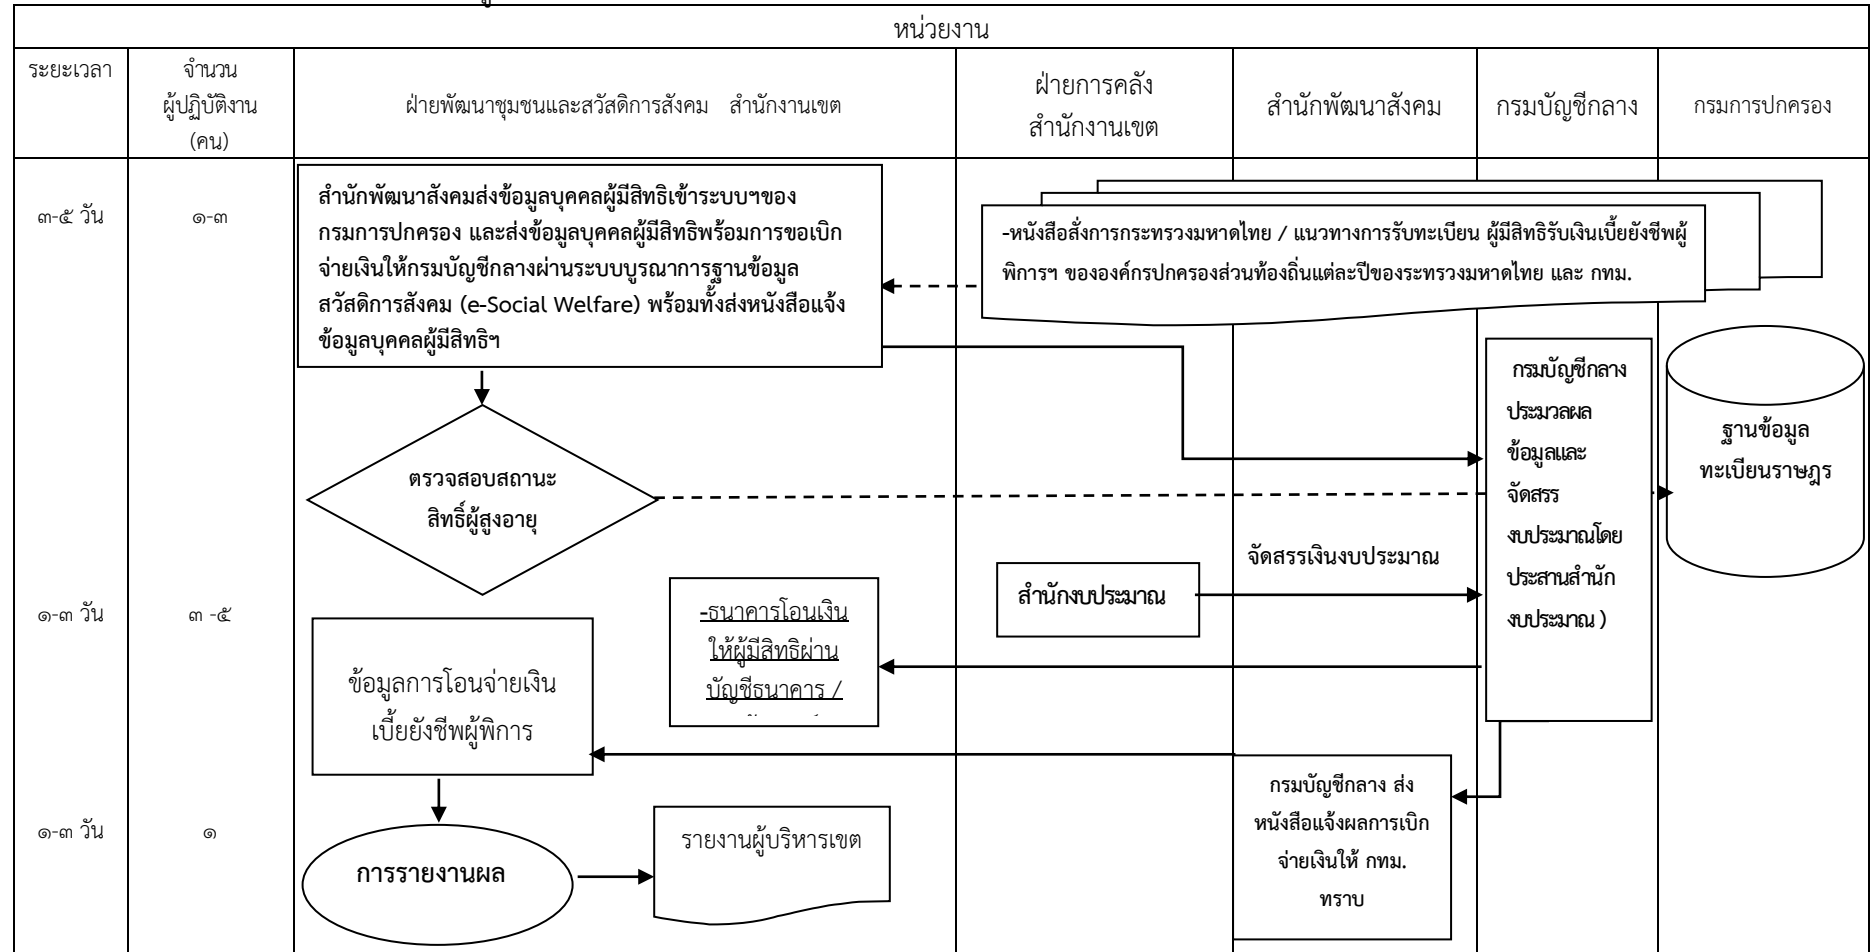 หน่วยงาน
ระยะเวลา
จำนวน
ผู้ปฏิบัติงาน
(คน)
ฝ่ายพัฒนาชุมชนและสวัสดิการสังคม สำนักงานเขต
ฝ่ายการคลัง
สำนักงานเขต
สำนักพัฒนาสังคม
กรมบัญชีกลาง
กรมการปกครอง
๓-๕ วัน
๑-๓
สำนักพัฒนาสังคมส่งข้อมูลบุคคลผู้มีสิทธิเข้าระบบฯของ
กรมการปกครอง และส่งข้อมูลบุคคลผู้มีสิทธิพร้อมการขอเบิก
จ่ายเงินให้กรมบัญชีกลางผ่านระบบบูรณาการฐานข้อมูล
สวัสดิการสังคม (e-Social Welfare) พร้อมทั้งส่งหนังสือแจ้ง
ข้อมูลบุคคลผู้มีสิทธิฯ
-หนังสือสั่งการกระทรวงมหาดไทย / แนวทางการรับทะเบียน ผู้มีสิทธิรับเงินเบี้ยยังชีพผู้
พิการฯ ขององค์กรปกครองส่วนท้องถิ่นแต่ละปีของระทรวงมหาดไทย และ กทม.
กรมบัญชีกลาง
ประมวลผล
ข้อมูลและ
จัดสรร
งบประมาณโดย
ประสานสำนัก
งบประมาณ )
ฐานข้อมูล
ทะเบียนราษฎร
ตรวจสอบสถานะ
สิทธิ์ผู้สูงอายุ
จัดสรรเงินงบประมาณ
สำนักงบประมาณ
๑-๓ วัน
๓ -๕
-ธนาคารโอนเงิน
ให้ผู้มีสิทธิผ่าน
บัญชีธนาคาร /
ข้อมูลการโอนจ่ายเงิน
เบี้ยยังชีพผู้พิการ
กรมบัญชีกลาง ส่ง
หนังสือแจ้งผลการเบิก
จ่ายเงินให้ กทม.
ทราบ
๑-๓ วัน
๑
การรายงานผล
รายงานผู้บริหารเขต